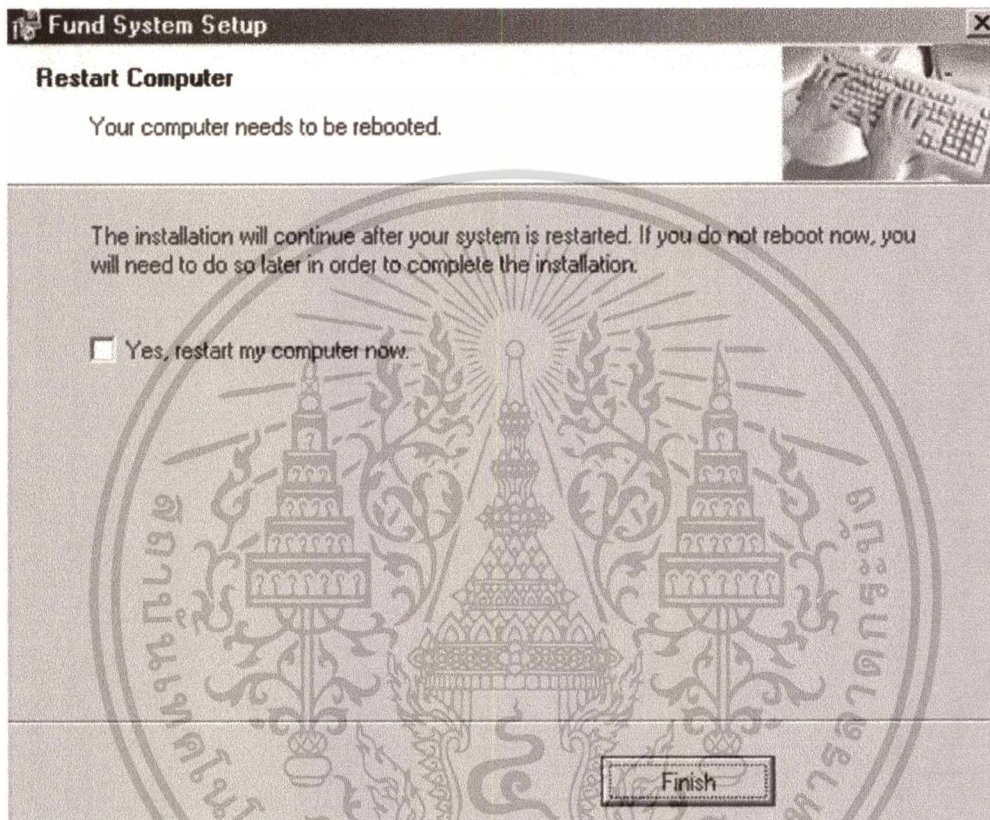 Fund System Setup
Restart Computer
Your computer needs to be rebooted.
The installation will continue after your system is restarted. If you do not reboot now, you
will need to do so later in order to complete the installation.
Yes, restart my computer now.
Finish